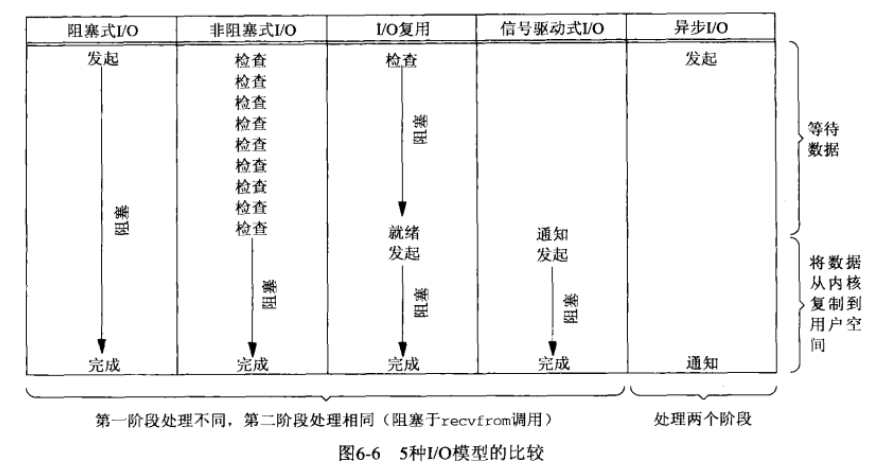 阻塞式I/O
非阻塞式I/O
I/O复用
信号驱动式I/O
异步I/O
发起
检查
检查
发起
检查
检查
检查
检查
检查
检查
检查
检查
阻塞
阻塞
等待
数据
就绪
通知
发起
发起
阻塞
阻塞
阻塞
将数据
从内核
复制到
用户空
间
完成
完成
完成
完成
通知
第一阶段处理不同，第二阶段处理相同（阻塞于recvfrom调用）
处理两个阶段
图6-6 5种I/O模型的比较